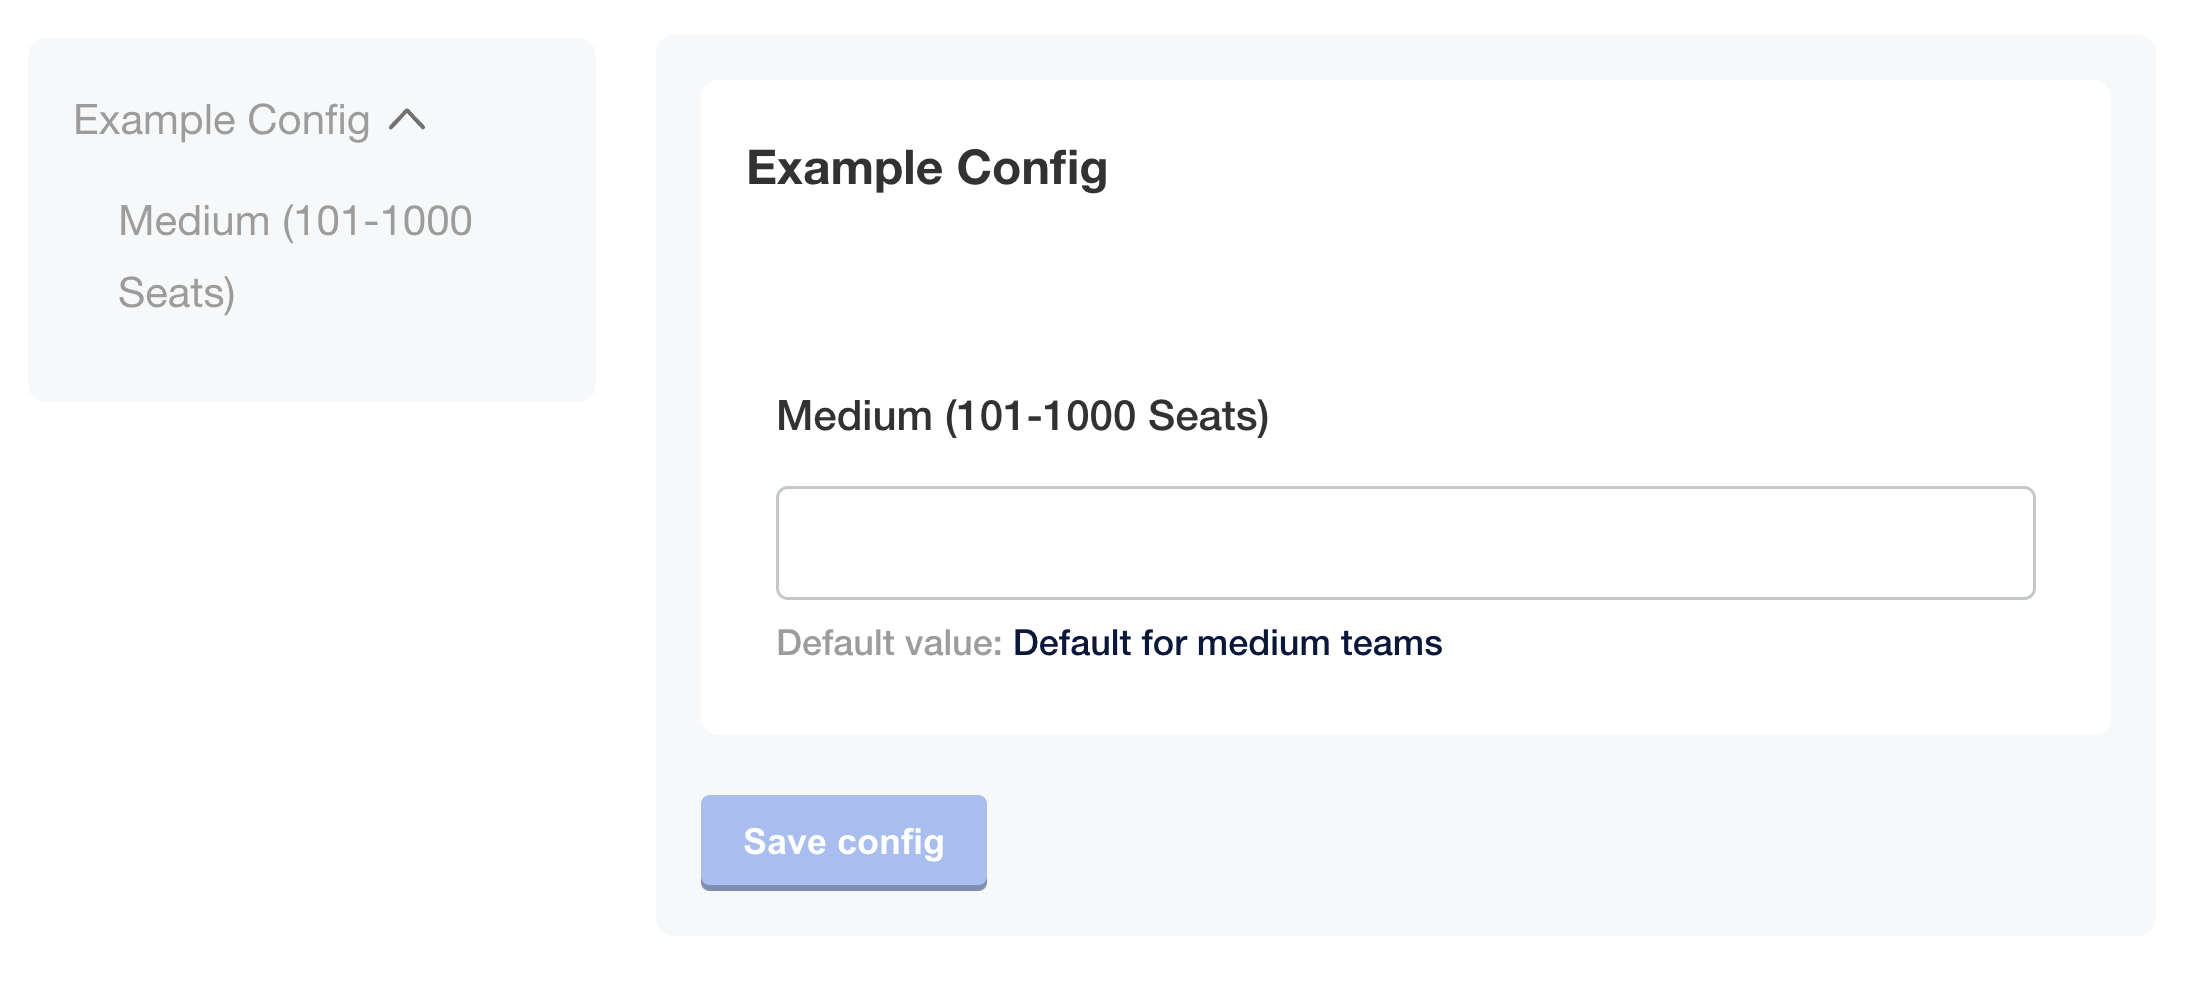 Example Config
Medium (101-1000
Seats)
Example Config
Medium (101-1000 Seats)
Default value: Default for medium teams
Save config